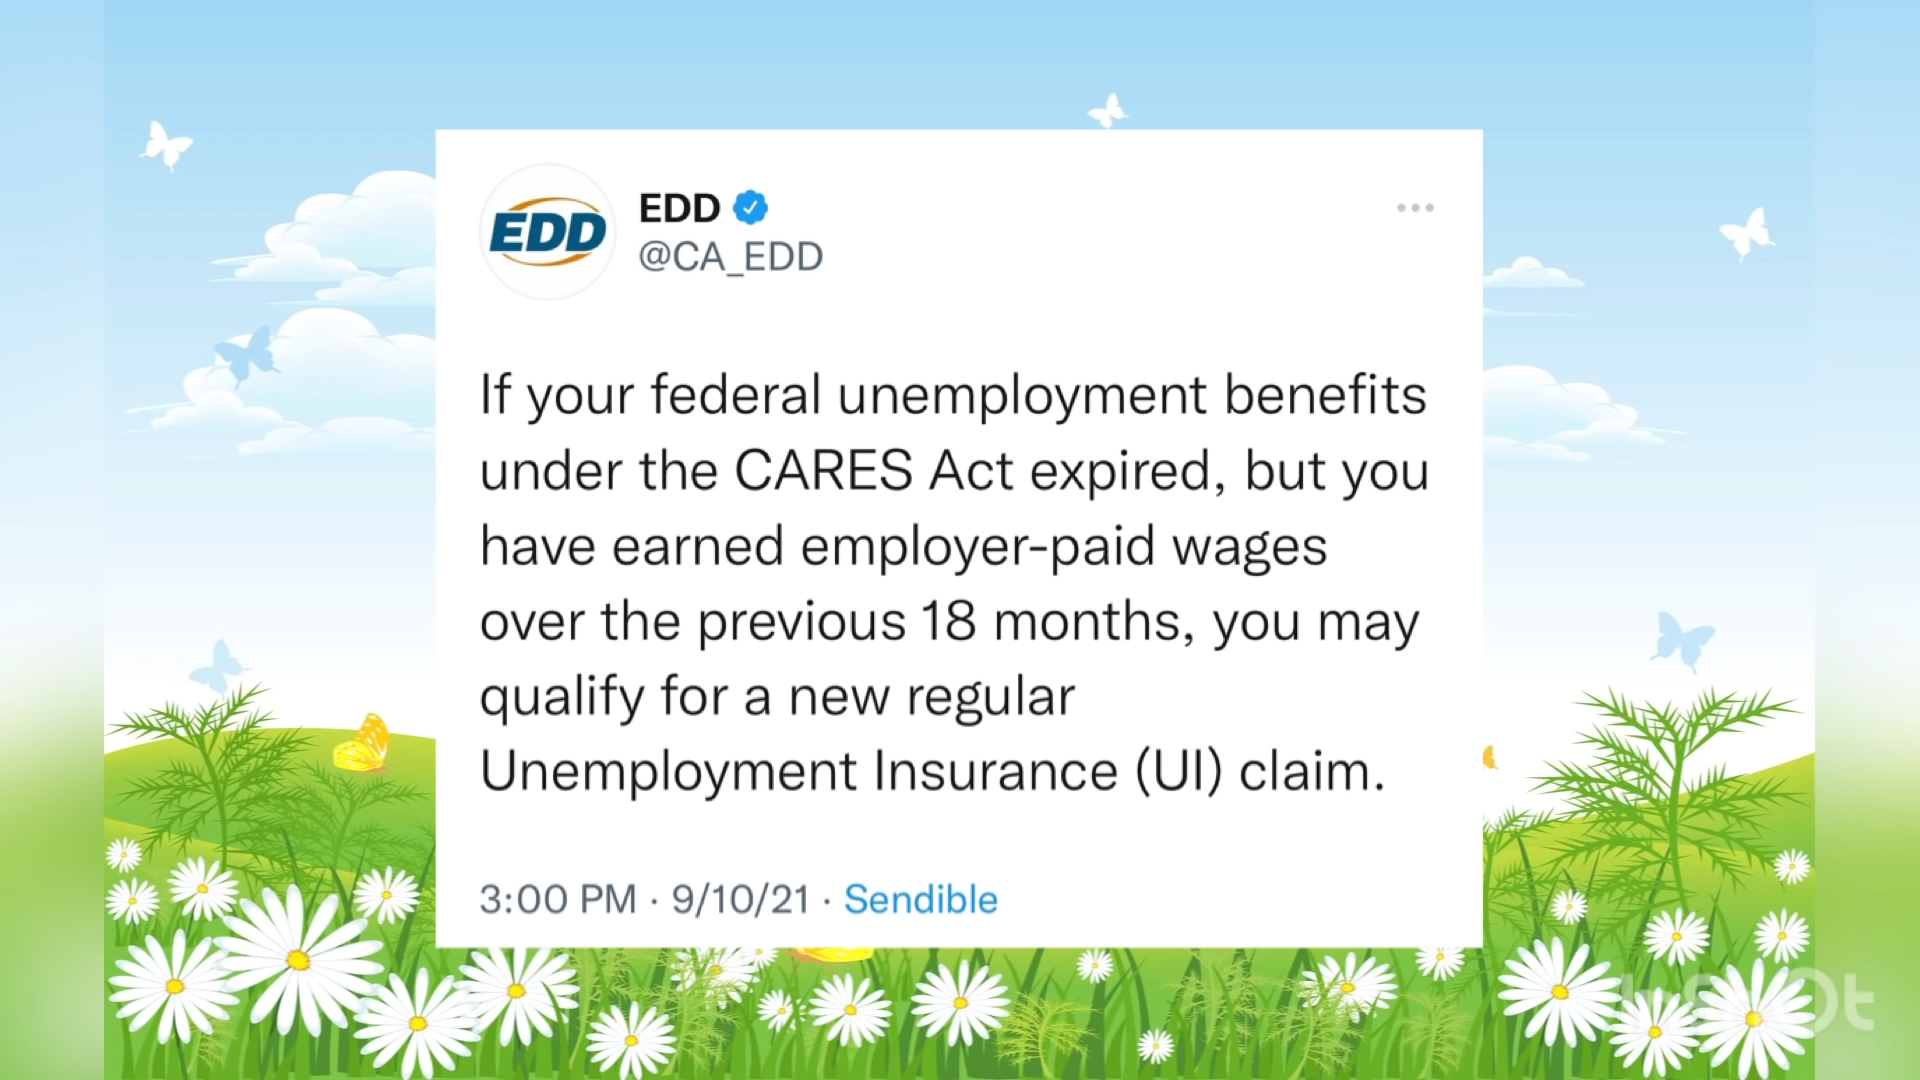 EDD
EDD
@CA_EDD
If your federal unemployment benefits
under the CARES Act expired, but you
have earned employer-paid wages
over the previous 18 months, you may
qualify for a new regular
Unemployment Insurance (UI) claim.
3:00 PM · 9/10/21 · Sendible